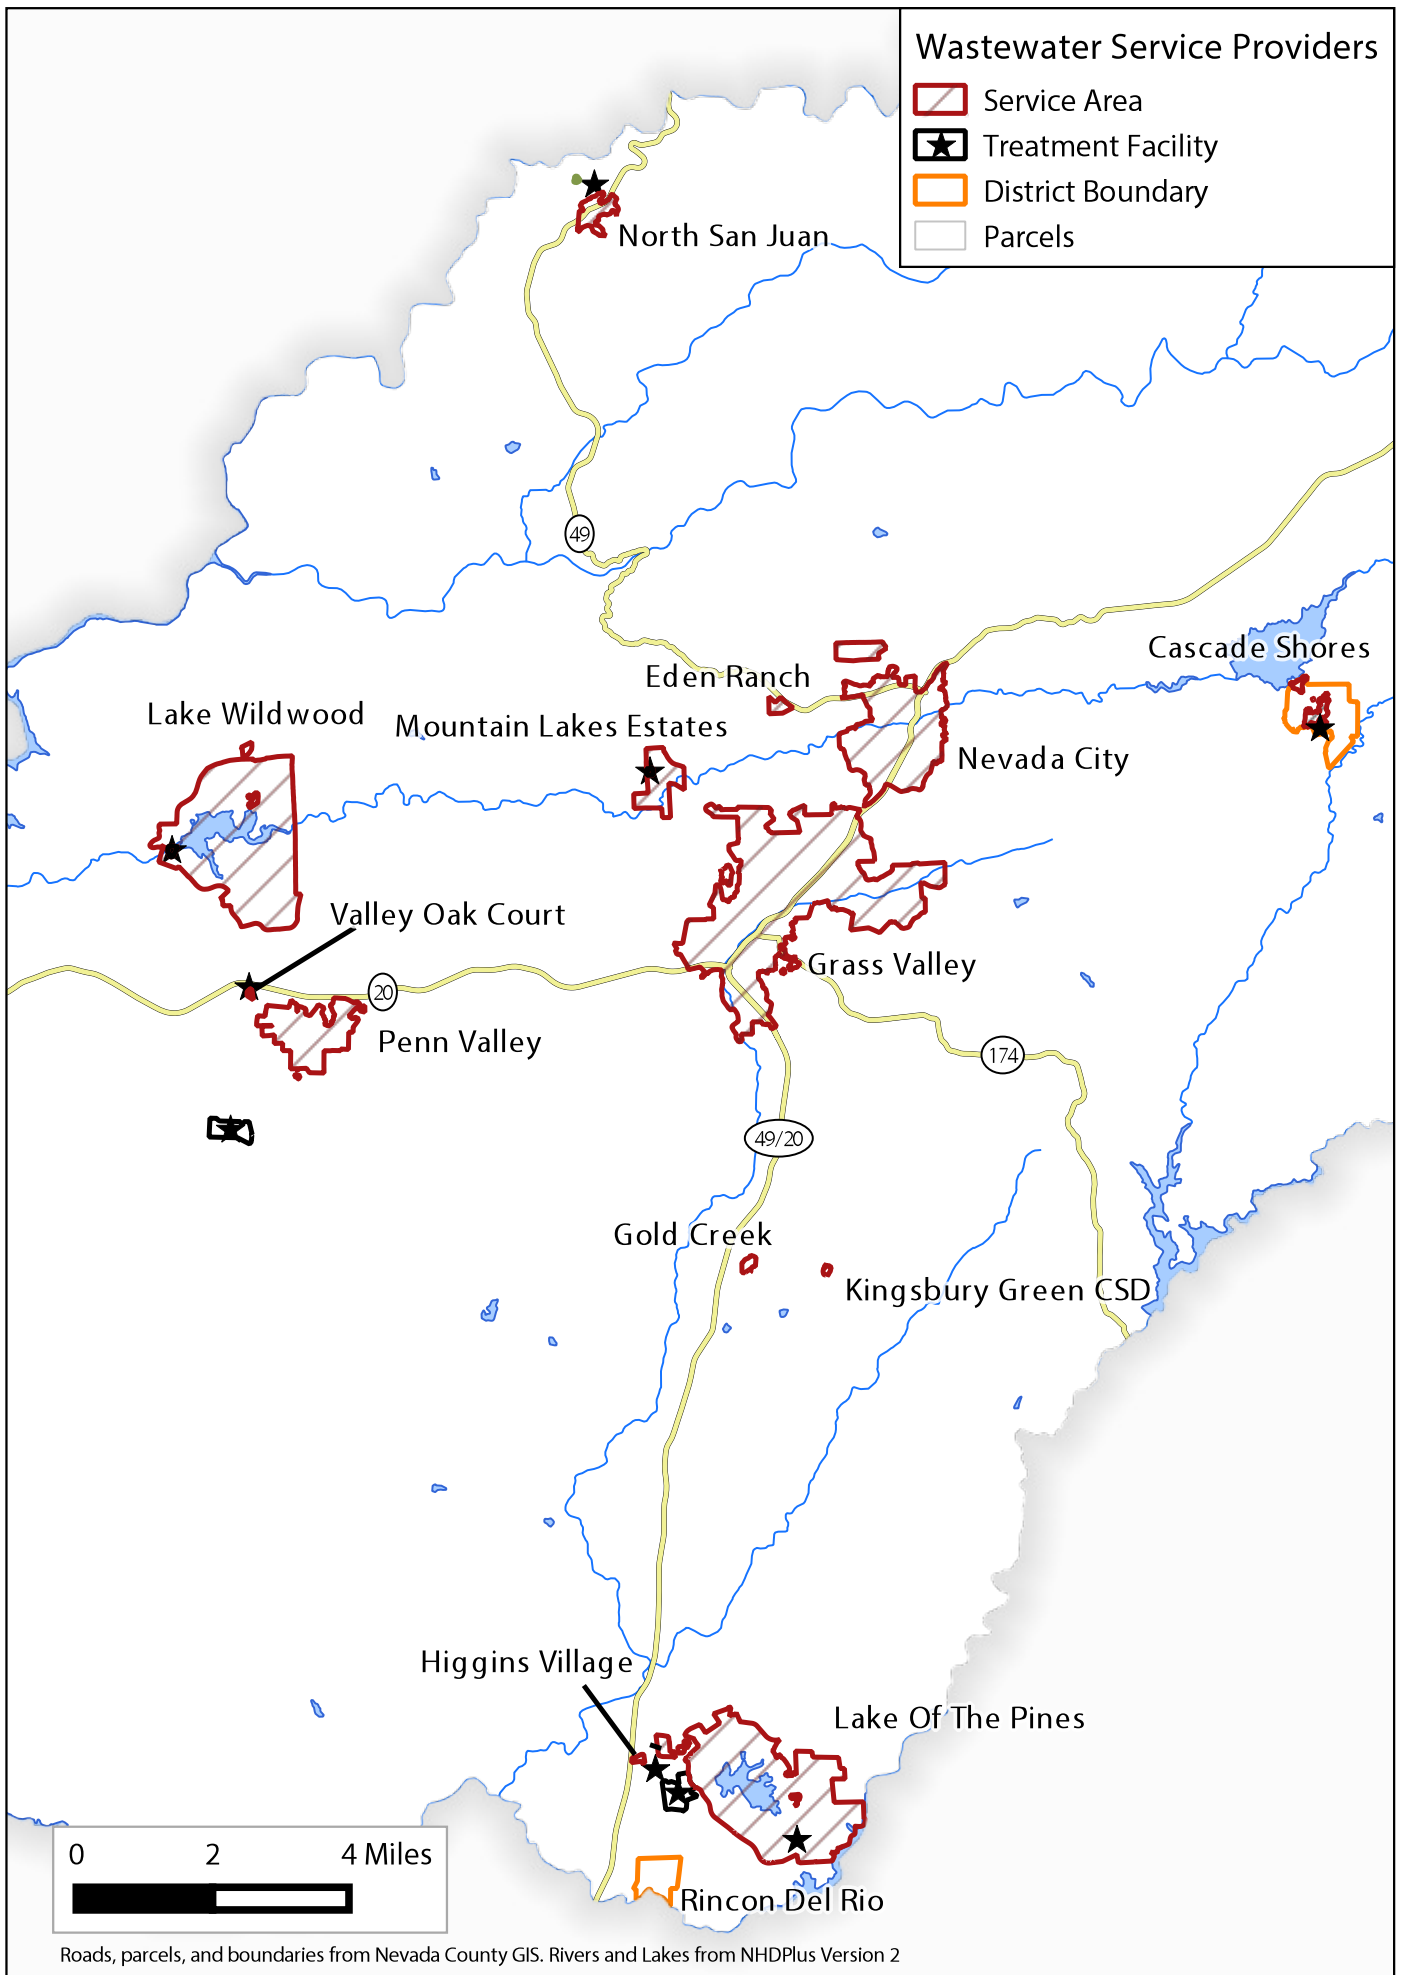 Wastewater Service Providers
Service Area
Treatment Facility
District Boundary
Parcels
North San Juan
49
Cascade Shores
Eden Ranch
Lake Wildwood
Mountain Lakes Estates
Nevada City
Valley Oak Court
Grass Valley
20
Penn Valley
174
49/20
Gold Creek
Kingsbury Green CSD
Higgins Village
Lake Of The Pines
0 2 4 Miles
Rincon Del Rio
Roads, parcels, and boundaries from Nevada County GIS. Rivers and Lakes from NHDPlus Version 2